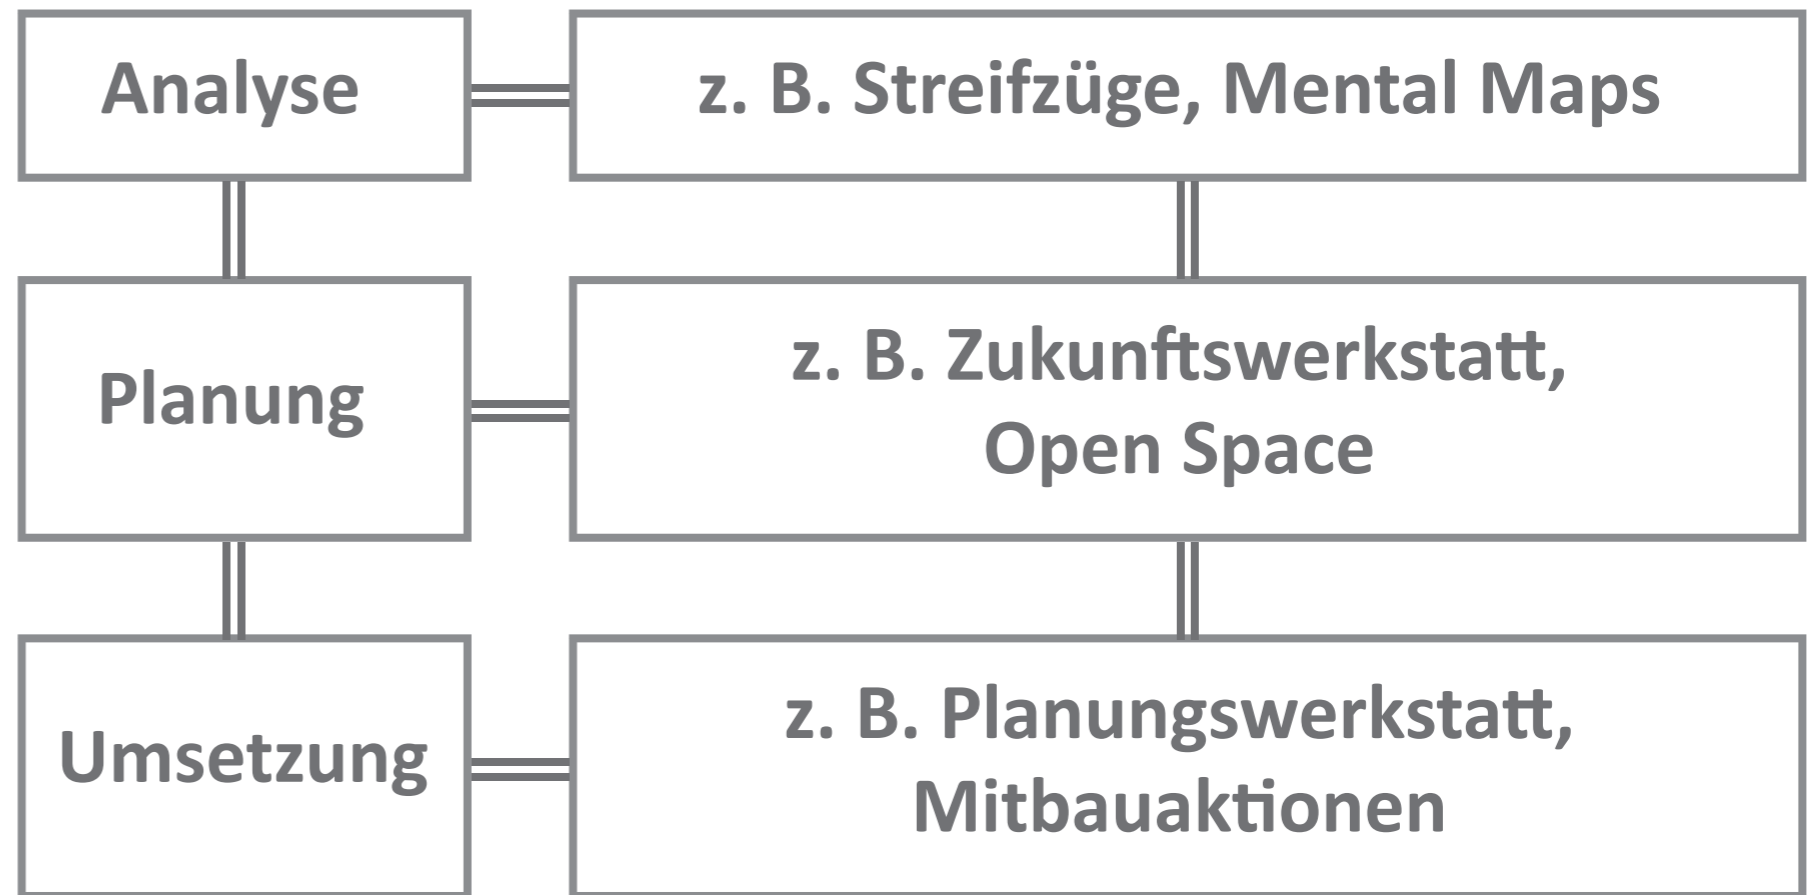 Analyse
z. B. Streifzüge, Mental Maps
Planung
z. B. Zukunftswerkstatt,
Open Space
Umsetzung
z. B. Planungswerkstatt,
Mitbauaktionen